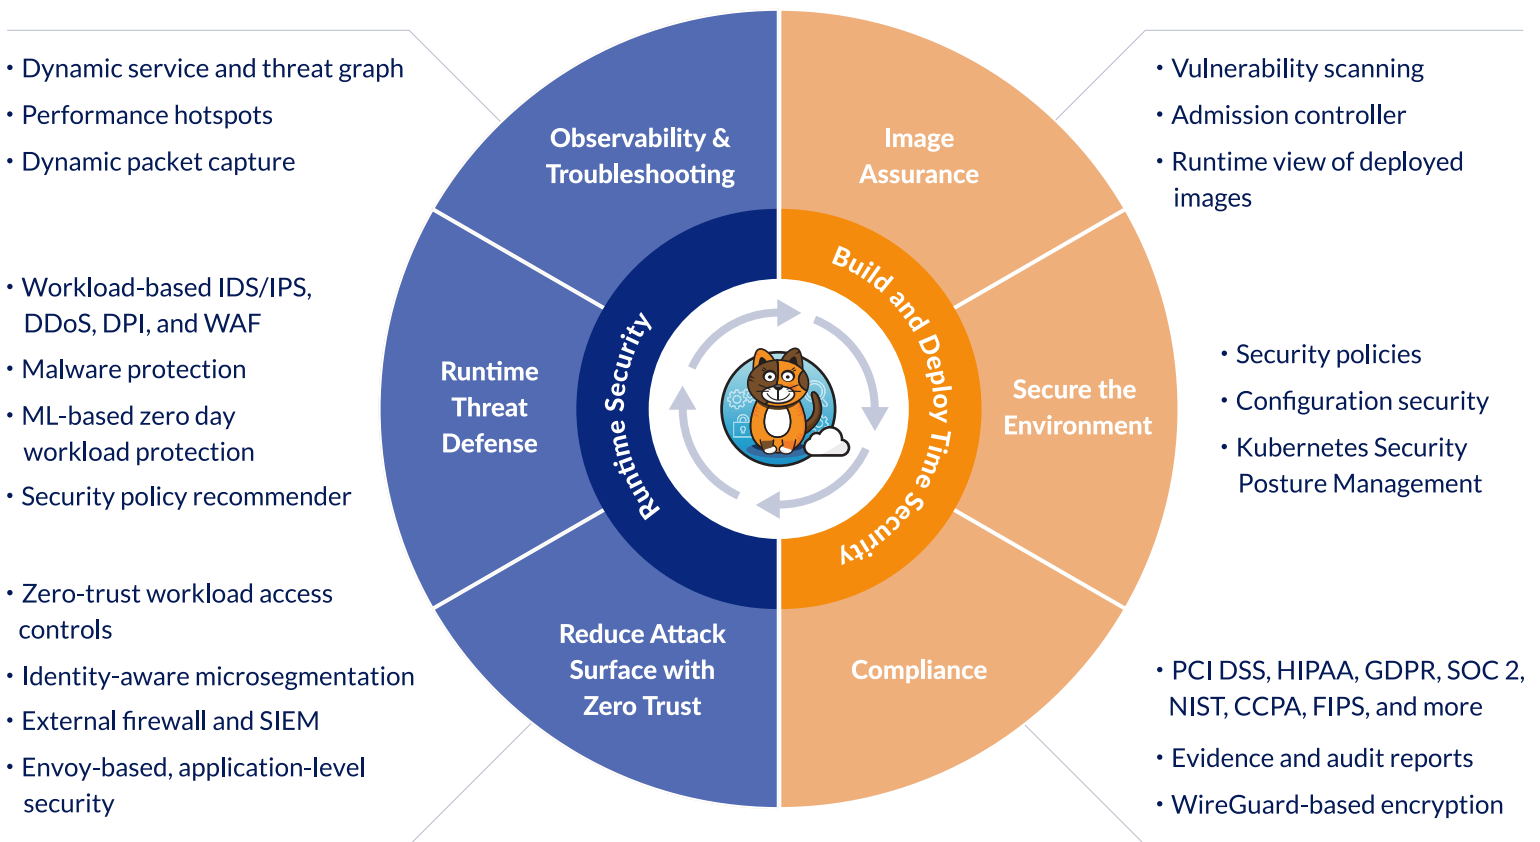 • Dynamic service and threat graph
• Performance hotspots
• Dynamic packet capture
• Workload-based IDS/IPS,
DDoS, DPI, and WAF
• Malware protection
• ML-based zero day
workload protection
• Security policy recommender
• Zero-trust workload access
controls
• Identity-aware microsegmentation
• External firewall and SIEM
• Envoy-based, application-level
security
Observability &
Troubleshooting
Runtime
Threat
Defense
Reduce Attack
Surface with
Zero Trust
Runtime Security
Build and Deploy Time Security
Image
Assurance
Secure the
Environment
Compliance
• Vulnerability scanning
• Admission controller
• Runtime view of deployed
images
• Security policies
• Configuration security
• Kubernetes Security
Posture Management
• PCI DSS, HIPAA, GDPR, SOC 2,
NIST, CCPA, FIPS, and more
• Evidence and audit reports
• WireGuard-based encryption